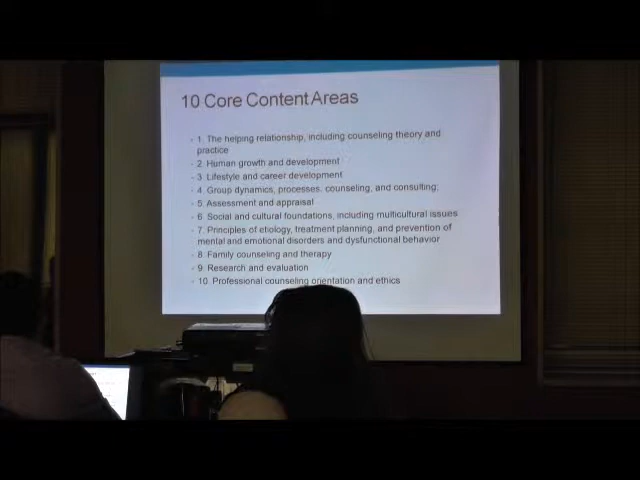 10 Core Content Areas
- 1. The helping relationship, including counseling theory and
practice
- 2. Human growth and development
- 3. Lifestyle and career development
- 4. Group dynamics, processes, counseling, and consulting;
- 5. Assessment and appraisal
- 6. Social and cultural foundations, including multicultural issues
- 7. Principles of etiology, treatment planning, and prevention of
mental and emotional disorders and dysfunctional behavior
- 8. Family counseling and therapy
- 9. Research and evaluation
- 10. Professional counseling orientation and ethics